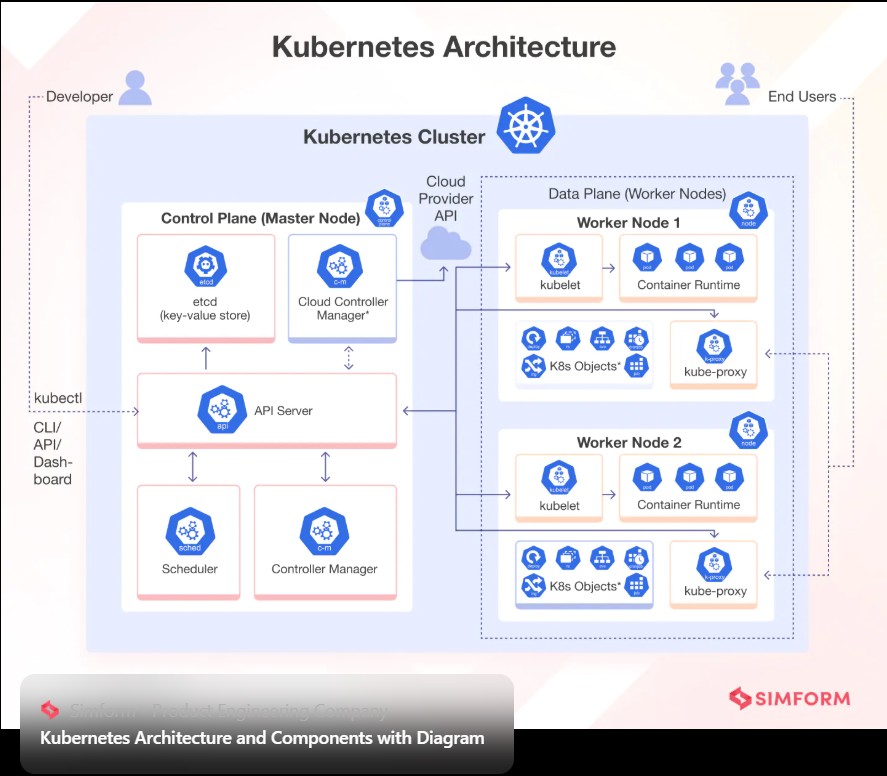 Kubernetes Architecture
Developer
End Users
Kubernetes Cluster
Cloud
Provider
API
Control Plane (Master Node)
control
plane
etcd
etcd
(key-value store)
c-m
Cloud Controller
Manager*
kubectl
CLI/
API/
Dash-
board
api
API Server
sched
Scheduler
c-m
Controller Manager
Data Plane (Worker Nodes)
node
Worker Node 1
kubelet
kubelet
pod
pod
pod
Container Runtime
K8s Objects*
k-proxy
kube-proxy
node
Worker Node 2
kubelet
kubelet
pod
pod
pod
Container Runtime
K8s Objects*
k-proxy
kube-proxy
SIMFORM
Simform - Product Engineering Company
Kubernetes Architecture and Components with Diagram